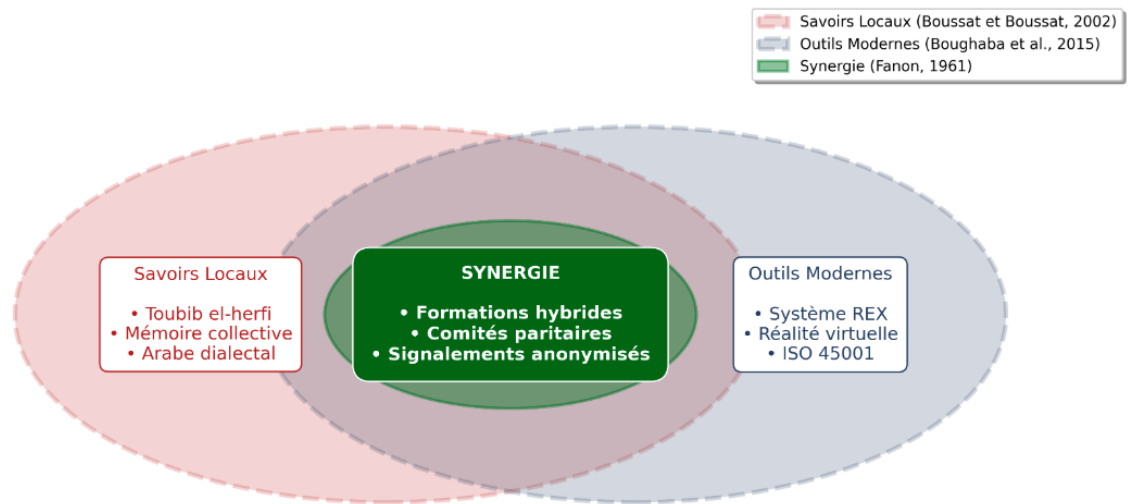 Savoirs Locaux (Boussat et Boussat, 2002)
Outils Modernes (Boughaba et al., 2015)
Synergie (Fanon, 1961)
Savoirs Locaux
• Toubib el-herfi
• Mémoire collective
• Arabe dialectal
SYNERGIE
• Formations hybrides
• Comités paritaires
• Signalements anonymisés
Outils Modernes
• Système REX
• Réalité virtuelle
• ISO 45001